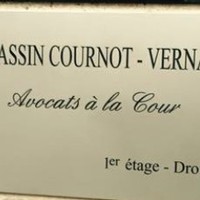 ASSIN COURNOT - VERNA
Avocats à la Cour
1er étage - Dro